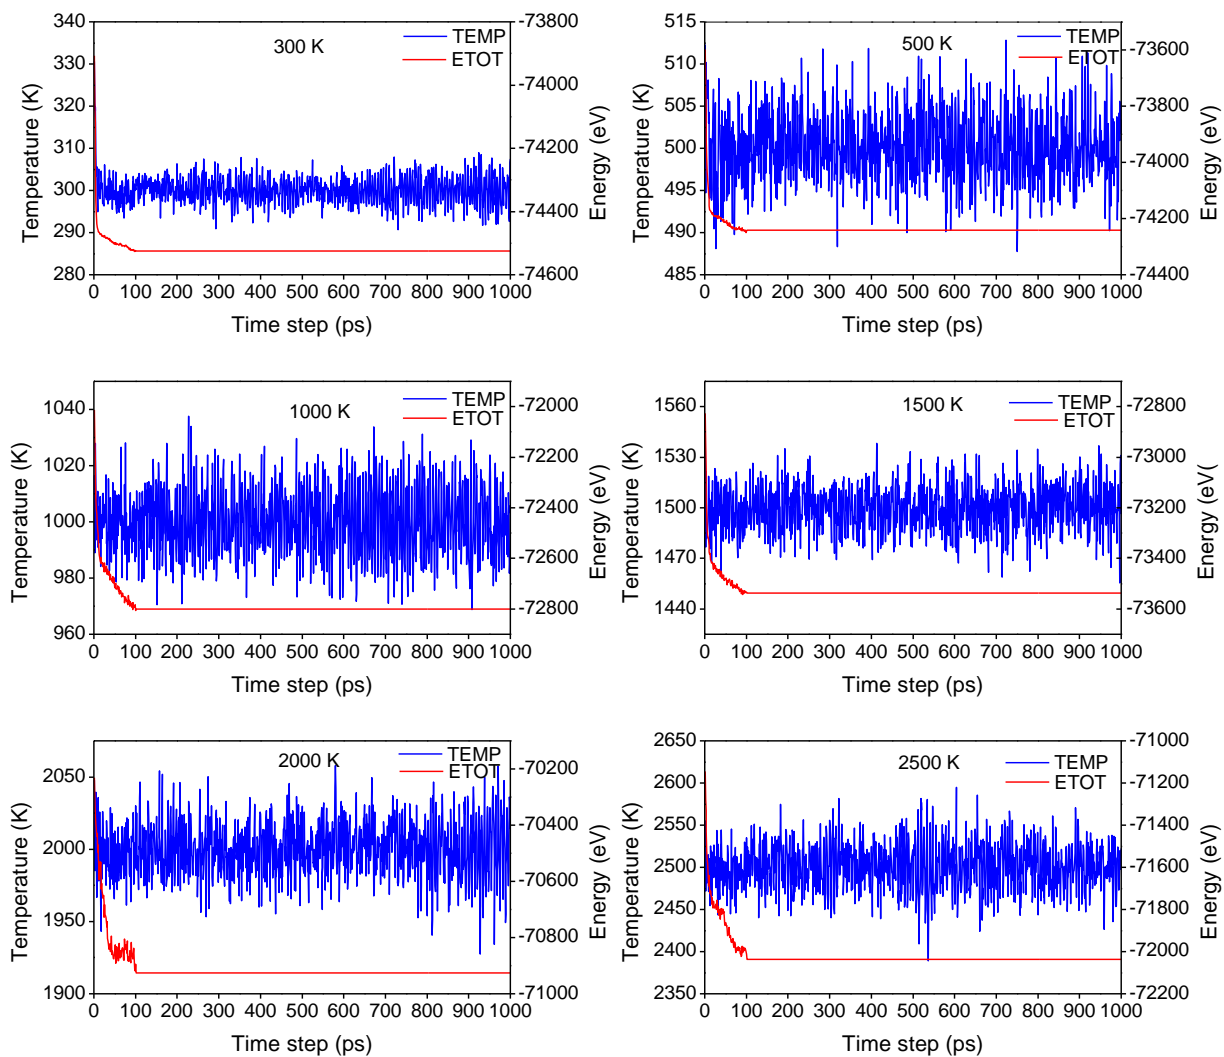 340
330
320
310
300
290
280
Temperature (K)
300 K
TEMP
ETOT
-73800
-74000
-74200
-74400
-74600
Energy (eV)
0 100 200 300 400 500 600 700 800 900 1000
Time step (ps)
515
510
505
500
495
490
485
Temperature (K)
500 K
TEMP
ETOT
-73600
-73800
-74000
-74200
-74400
Energy (eV)
0 100 200 300 400 500 600 700 800 900 1000
Time step (ps)
1040
1020
1000
980
960
Temperature (K)
1000 K
TEMP
ETOT
-72000
-72200
-72400
-72600
-72800
Energy (eV)
0 100 200 300 400 500 600 700 800 900 1000
Time step (ps)
1560
1530
1500
1470
1440
Temperature (K)
1500 K
TEMP
ETOT
-72800
-73000
-73200
-73400
-73600
Energy (eV(
0 100 200 300 400 500 600 700 800 900 1000
Time step (ps)
2050
2000
1950
1900
Temperature (K)
2000 K
TEMP
ETOT
-70200
-70400
-70600
-70800
-71000
Energy (eV)
0 100 200 300 400 500 600 700 800 900 1000
Time step (ps)
2650
2600
2550
2500
2450
2400
2350
Temperature (K)
2500 K
TEMP
ETOT
-71000
-71200
-71400
-71600
-71800
-72000
-72200
Energy (eV)
0 100 200 300 400 500 600 700 800 900 1000
Time step (ps)